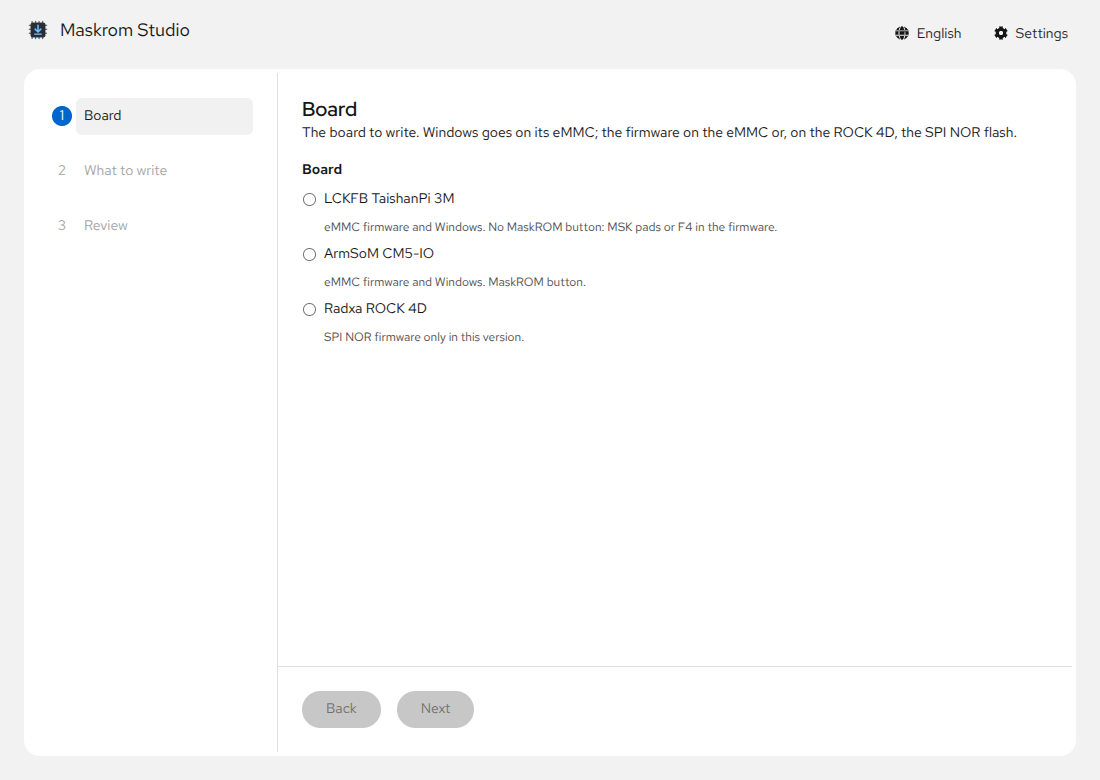 Maskrom Studio
English
Settings
1 Board
2 What to write
3 Review
Board
The board to write. Windows goes on its eMMC; the firmware on the eMMC or, on the ROCK 4D, the SPI NOR flash.
Board
LCKFB TaishanPi 3M
eMMC firmware and Windows. No MaskROM button: MSK pads or F4 in the firmware.
ArmSoM CM5-IO
eMMC firmware and Windows. MaskROM button.
Radxa ROCK 4D
SPI NOR firmware only in this version.
Back
Next